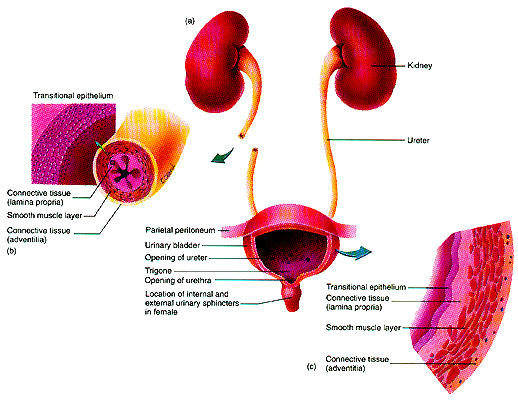 (a)
Kidney
Ureter
Transitional epithelium
Connective tissue
(lamina propria)
Smooth muscle layer
Connective tissue
(adventitia)
(b)
Parietal peritoneum
Urinary bladder
Opening of ureter
Trigone
Opening of urethra
Location of internal and
external urinary sphincters
in female
Transitional epithelium
Connective tissue
(lamina propria)
Smooth muscle layer
Connective tissue
(adventitia)
(c)